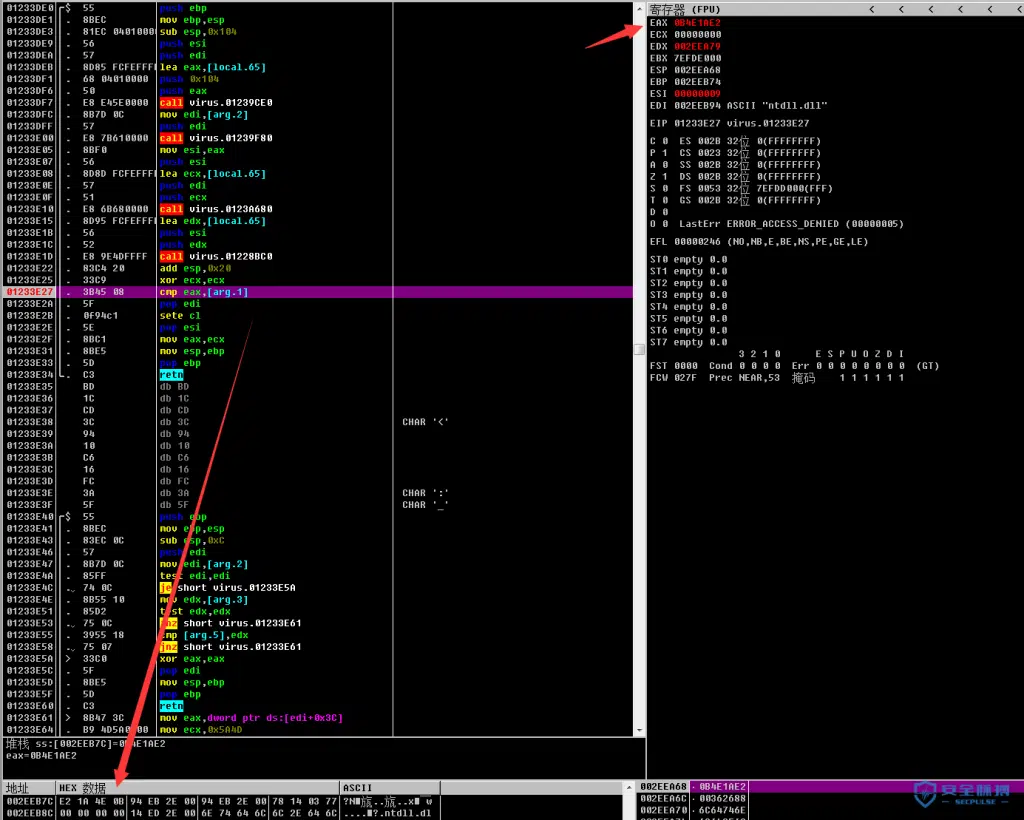 01233DE0 $ 55 push ebp
01233DE1 . 8BEC mov ebp,esp
01233DE3 . 81EC 04010000 sub esp,0x104
01233DE9 . 56 push esi
01233DEA . 57 push edi
01233DEB . 8D85 FCFEFFFF lea eax,[local.65]
01233DF1 . 68 04010000 push 0x104
01233DF6 . 50 push eax
01233DF7 . E8 E45E0000 call virus.01239CE0
01233DFC . 8B7D 0C mov edi,[arg.2]
01233DFF . 57 push edi
01233E00 . E8 7B610000 call virus.01239F80
01233E05 . 8BF0 mov esi,eax
01233E07 . 56 push esi
01233E08 . 8D8D FCFEFFFF lea ecx,[local.65]
01233E0E . 57 push edi
01233E0F . 51 push ecx
01233E10 . E8 6B680000 call virus.0123A680
01233E15 . 8D95 FCFEFFFF lea edx,[local.65]
01233E1B . 56 push esi
01233E1C . 52 push edx
01233E1D . E8 9E4DFFFF call virus.01228BC0
01233E22 . 83C4 20 add esp,0x20
01233E25 . 33C9 xor ecx,ecx
01233E27 . 3B45 08 cmp eax,[arg.1]
01233E2A . 5F pop edi
01233E2B . 0f94c1 sete cl
01233E2E . 5E pop esi
01233E2F . 8BC1 mov eax,ecx
01233E31 . 8BE5 mov esp,ebp
01233E33 . 5D pop ebp
01233E34 . C3 retn
01233E35 BD db BD
01233E36 1C db 1C
01233E37 CD db CD
01233E38 3C db 3C CHAR '<'
01233E39 94 db 94
01233E3A 10 db 10
01233E3B C6 db C6
01233E3C 16 db 16
01233E3D FC db FC
01233E3E 3A db 3A CHAR ':'
01233E3F 5F db 5F CHAR '_'
01233E40 $ 55 push ebp
01233E41 . 8BEC mov ebp,esp
01233E43 . 83EC 0C sub esp,0xC
01233E46 . 57 push edi
01233E47 . 8B7D 0C mov edi,[arg.2]
01233E4A . 85FF test edi,edi
01233E4C . 74 0C je short virus.01233E5A
01233E4E . 8B55 10 mov edx,[arg.3]
01233E51 . 85D2 test edx,edx
01233E53 . 75 0C jnz short virus.01233E61
01233E55 . 3955 18 cmp [arg.5],edx
01233E58 . 75 07 jnz short virus.01233E61
01233E5A > 33C0 xor eax,eax
01233E5C . 5F pop edi
01233E5D . 8BE5 mov esp,ebp
01233E5F . 5D pop ebp
01233E60 . C3 retn
01233E61 > 8B47 3C mov eax,dword ptr ds:[edi+0x3C]
01233E64 . B9 4D5A0000 mov ecx,0x5A4D
堆栈 ss:[002EEB7C]=0B4E1AE2
eax=0B4E1AE2
地址 HEX 数据 ASCII
002EEB7C E2 1A 4E 0B 94 EB 2E 00 94 EB 2E 00 78 14 03 77
002EEB8C 00 00 00 00 14 ED 2E 00 6E 74 64 6C 6C 2E 64 6C ....■?.ntdll.dl
寄存器 (FPU) < < < < < <
EAX 0B4E1AE2
ECX 00000000
EDX 002EEA79
EBX 7EFDE000
ESP 002EEA68
EBP 002EEB74
ESI 00000009
EDI 002EEB94 ASCII "ntdll.dll"
EIP 01233E27 virus.01233E27
C 0 ES 002B 32位 0(FFFFFFFF)
P 1 CS 0023 32位 0(FFFFFFFF)
A 0 SS 002B 32位 0(FFFFFFFF)
Z 1 DS 002B 32位 0(FFFFFFFF)
S 0 FS 0053 32位 7EFDD000(FFF)
T 0 GS 002B 32位 0(FFFFFFFF)
D 0
O 0 LastErr ERROR_ACCESS_DENIED (00000005)
EFL 00000246 (NO,NB,E,BE,NS,PE,GE,LE)
ST0 empty 0.0
ST1 empty 0.0
ST2 empty 0.0
ST3 empty 0.0
ST4 empty 0.0
ST5 empty 0.0
ST6 empty 0.0
ST7 empty 0.0
3 2 1 0 E S P U O Z D I
FST 0000 Cond 0 0 0 0 Err 0 0 0 0 0 0 0 0 (GT)
FCW 027F Prec NEAR,53 掩码 1 1 1 1 1 1
002EEA68 0B4E1AE2
002EEA6C 00362688
002EEA70 6C64746E
安全脉搏
SECPULSE